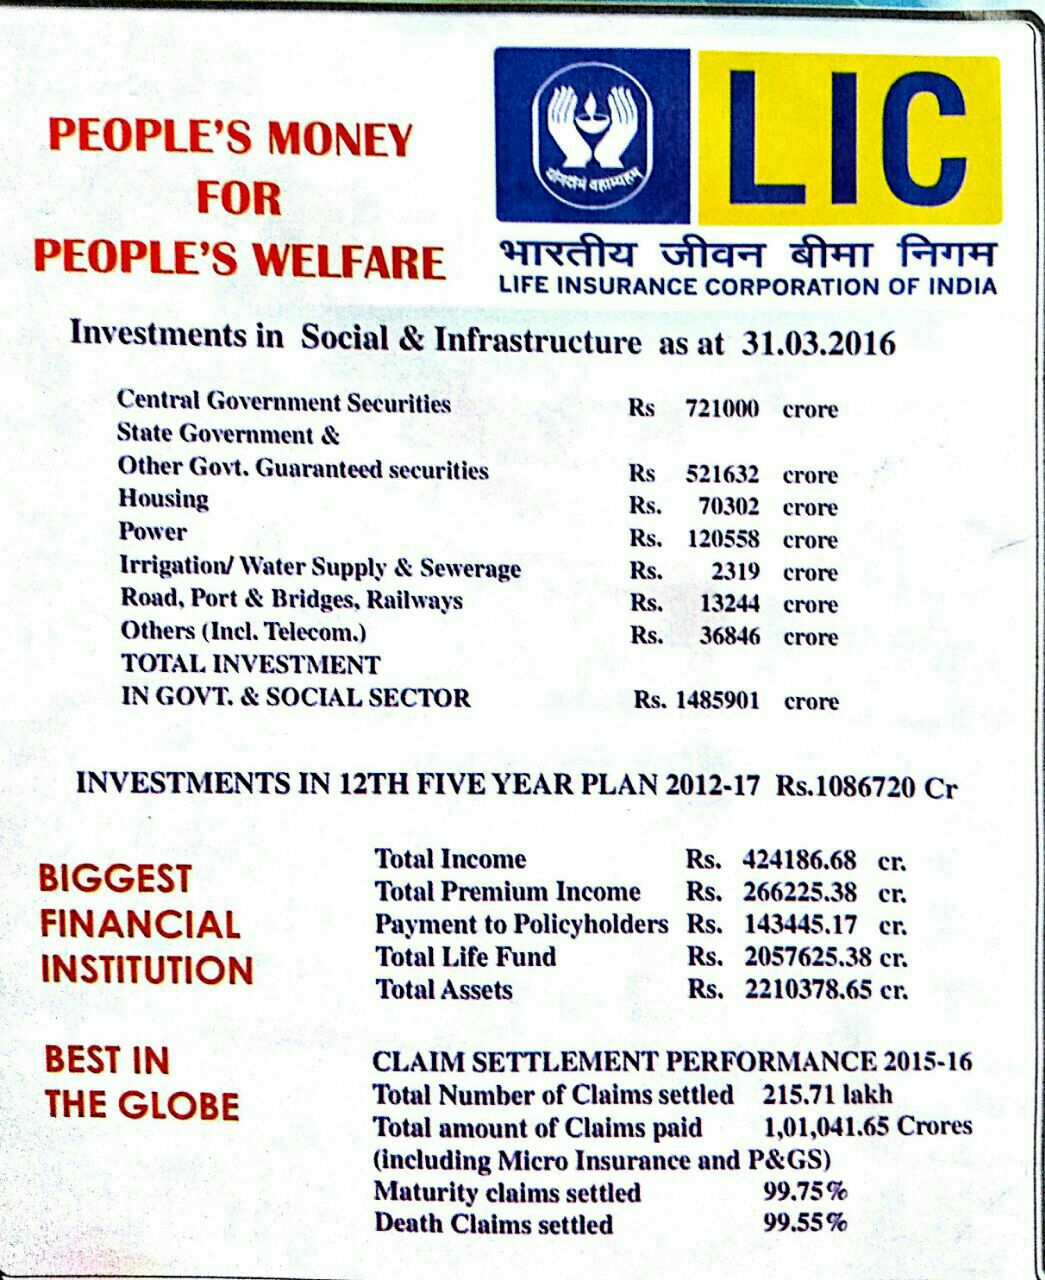 PEOPLE'S MONEY
FOR
PEOPLE'S WELFARE
LIC
योगक्षेमं वहाम्यहम्
भारतीय जीवन बीमा निगम
LIFE INSURANCE CORPORATION OF INDIA
Investments in Social & Infrastructure as at 31.03.2016
Central Government Securities Rs 721000 crore
State Government &
Other Govt. Guaranteed securities Rs 521632 crore
Housing Rs. 70302 crore
Power Rs. 120558 crore
Irrigation/ Water Supply & Sewerage Rs. 2319 crore
Road, Port & Bridges, Railways Rs. 13244 crore
Others (Incl. Telecom.) Rs. 36846 crore
TOTAL INVESTMENT
IN GOVT. & SOCIAL SECTOR Rs. 1485901 crore
INVESTMENTS IN 12TH FIVE YEAR PLAN 2012-17 Rs.1086720 Cr
BIGGEST
FINANCIAL
INSTITUTION
Total Income Rs. 424186.68 cr.
Total Premium Income Rs. 266225.38 cr.
Payment to Policyholders Rs. 143445.17 cr.
Total Life Fund Rs. 2057625.38 cr.
Total Assets Rs. 2210378.65 cr.
BEST IN
THE GLOBE
CLAIM SETTLEMENT PERFORMANCE 2015-16
Total Number of Claims settled 215.71 lakh
Total amount of Claims paid 1,01,041.65 Crores
(including Micro Insurance and P&GS)
Maturity claims settled 99.75%
Death Claims settled 99.55%